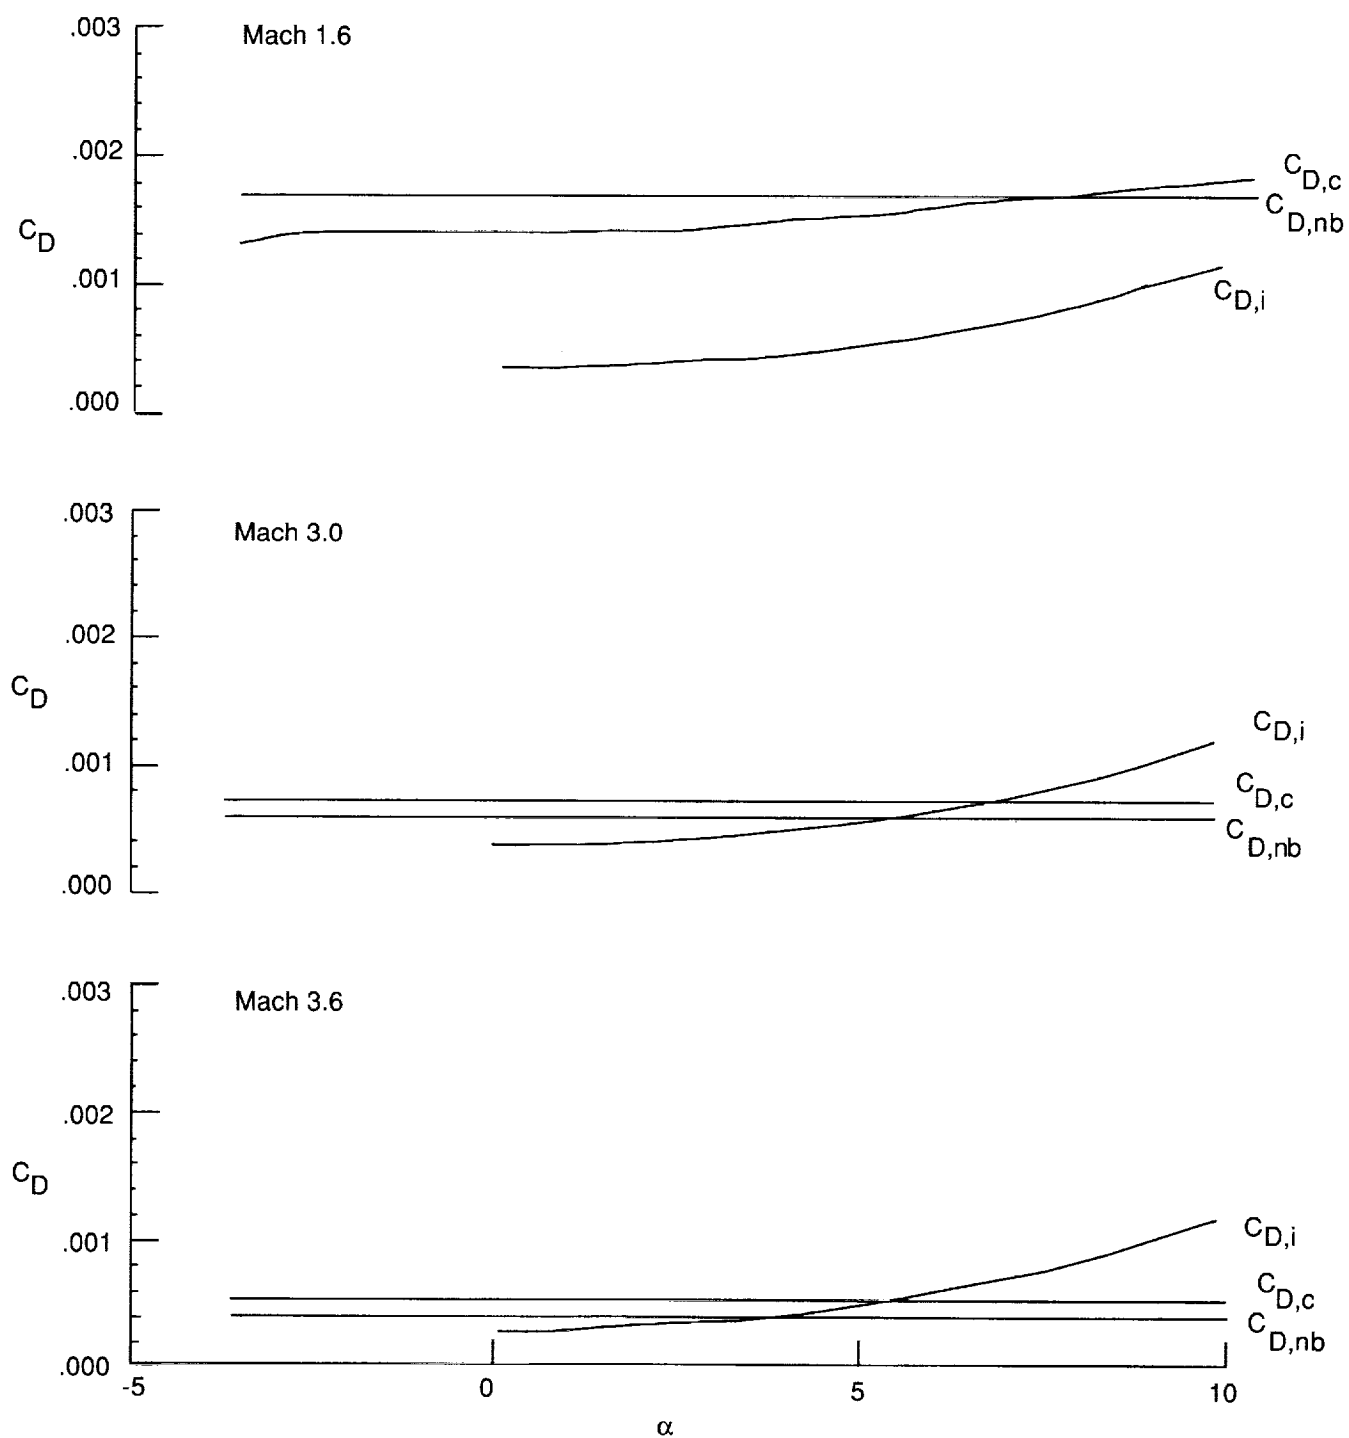 .003
Mach 1.6
.002
C_D,c
C_D,nb
C_D
.001
C_D,i
.000
.003
Mach 3.0
.002
C_D
C_D,i
.001
C_D,c
C_D,nb
.000
.003
Mach 3.6
.002
C_D
.001
C_D,i
C_D,c
C_D,nb
.000
-5 0 5 10
α